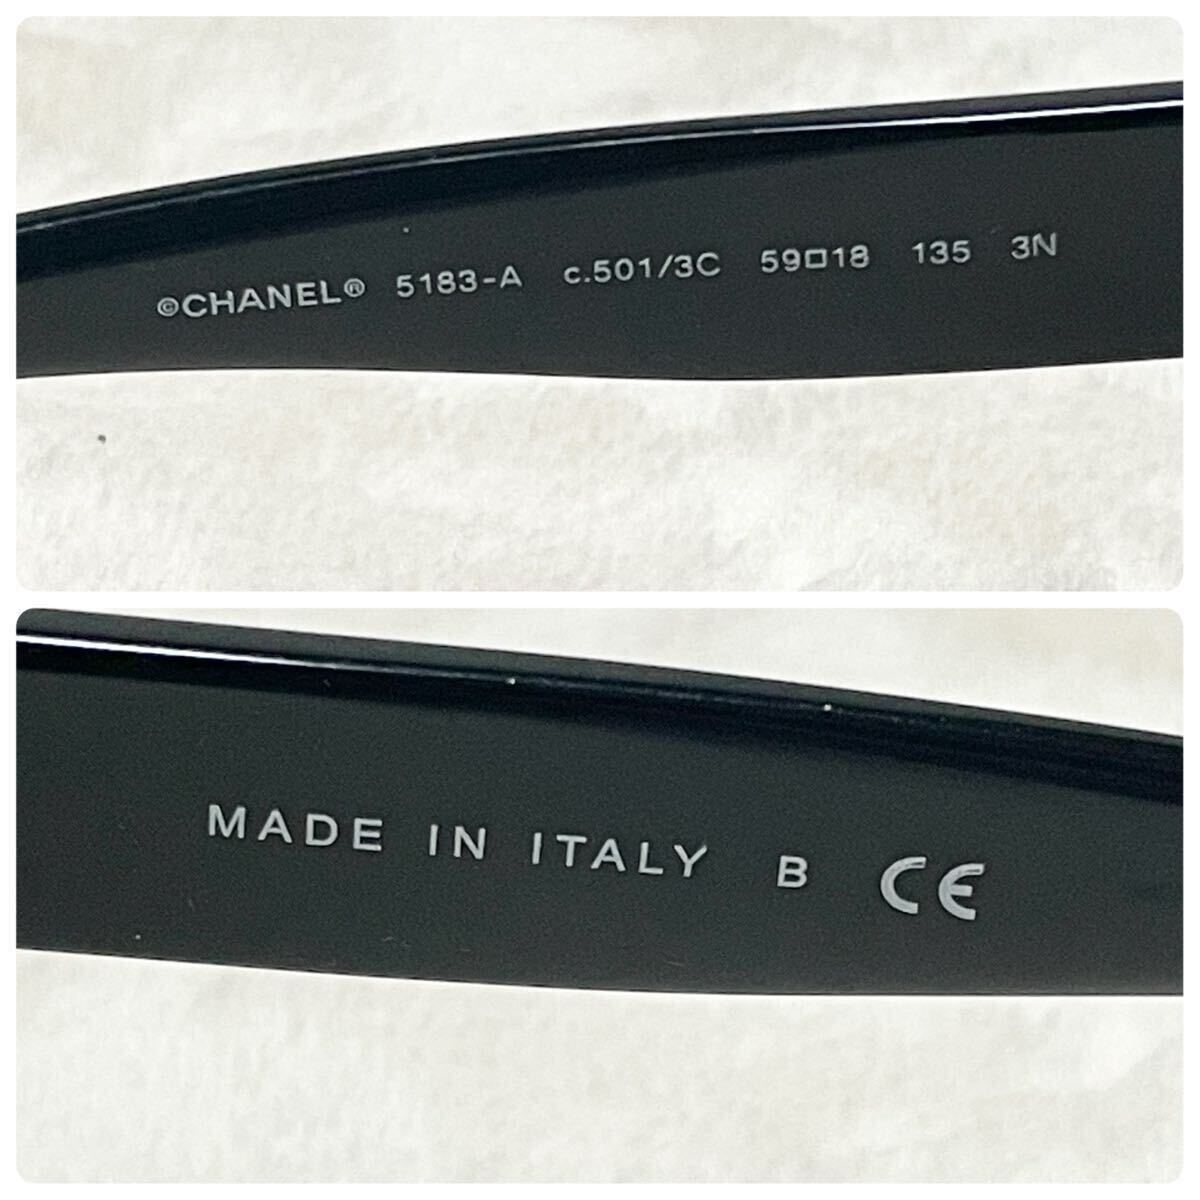 ©CHANEL® 5183-A c.501/3C 59□18 135 3N
MADE IN ITALY B CE